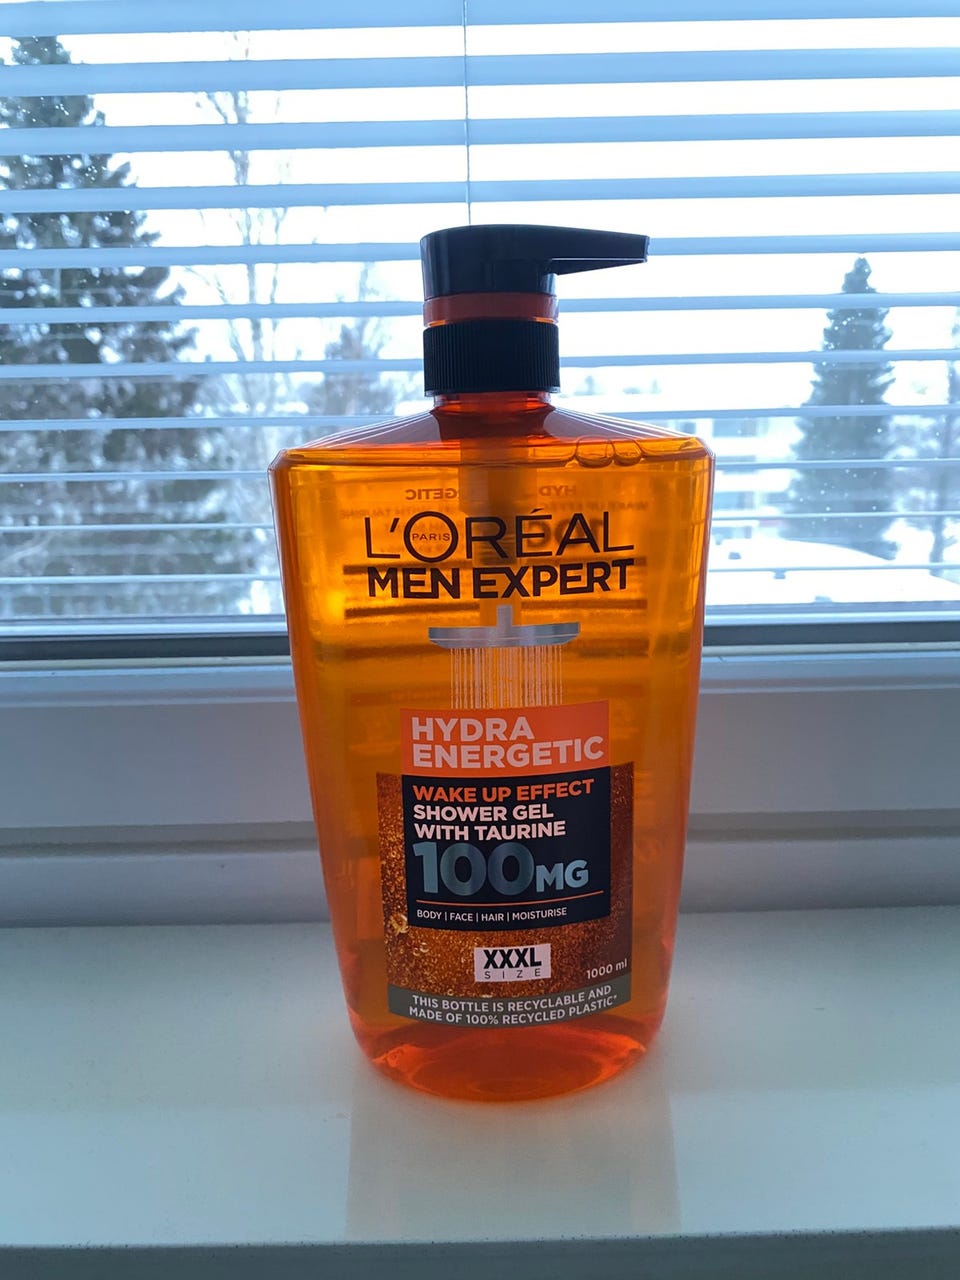 L'ORÉAL
PARIS
MEN EXPERT
HYDRA
ENERGETIC
WAKE UP EFFECT
SHOWER GEL
WITH TAURINE
100MG
BODY | FACE | HAIR | MOISTURISE
XXXL
SIZE
1000 ml
THIS BOTTLE IS RECYCLABLE AND
MADE OF 100% RECYCLED PLASTIC*